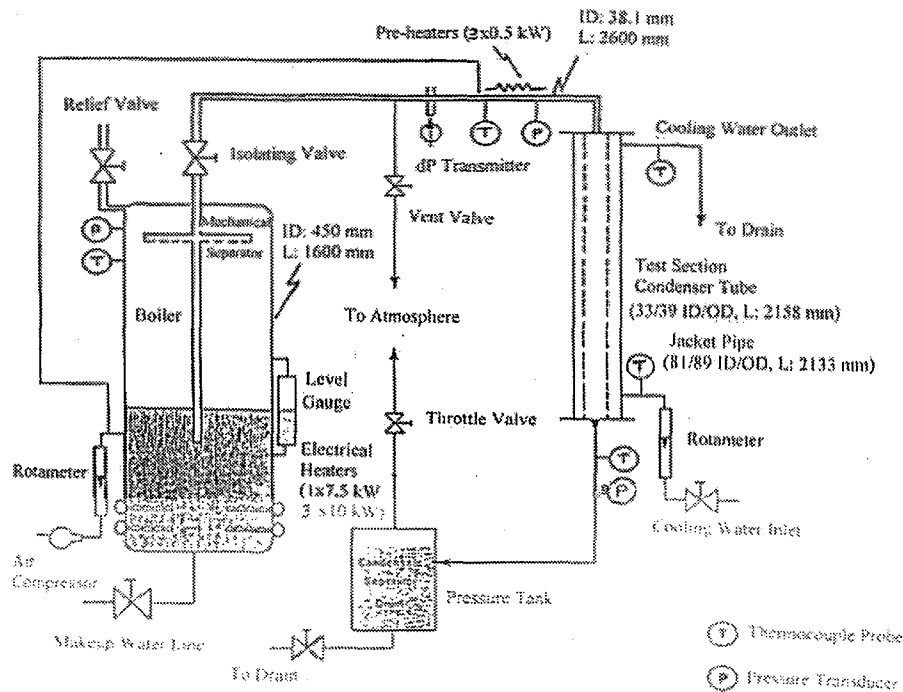 Pre-heaters (3x0.5 kW)
ID: 38.1 mm
L: 3600 mm
Relief Valve
Isolating Valve
T
T
P
dP Transmitter
Cooling Water Outlet
T
Vent Valve
To Drain
P
T
Mechanical
Separator
ID: 450 mm
L: 1600 mm
Boiler
To Atmosphere
Test Section
Condenser Tube
(33/39 ID/OD, L: 2158 mm)
Jacket Pipe
(81/89 ID/OD, L: 2133 mm)
T
Level
Gauge
Throttle Valve
Rotameter
Rotameter
Electrical
Heaters
(1x7.5 kW
3 x10 kW)
T
P
Cooling Water Inlet
Air
Compressor
Pressure Tank
Makeup Water Line
To Drain
T Thermocouple Probe
P Pressure Transducer